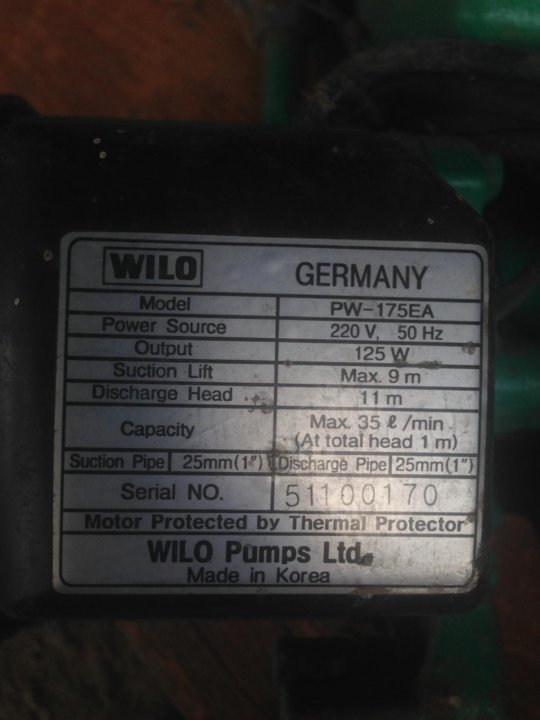 WILO GERMANY
Model PW-175EA
Power Source 220 V, 50 Hz
Output 125 W
Suction Lift Max. 9 m
Discharge Head 11 m
Capacity Max. 35 ℓ /min
(At total head 1 m)
Suction Pipe 25mm(1") Discharge Pipe 25mm(1")
Serial NO. 51100170
Motor Protected by Thermal Protector
WILO Pumps Ltd.
Made in Korea